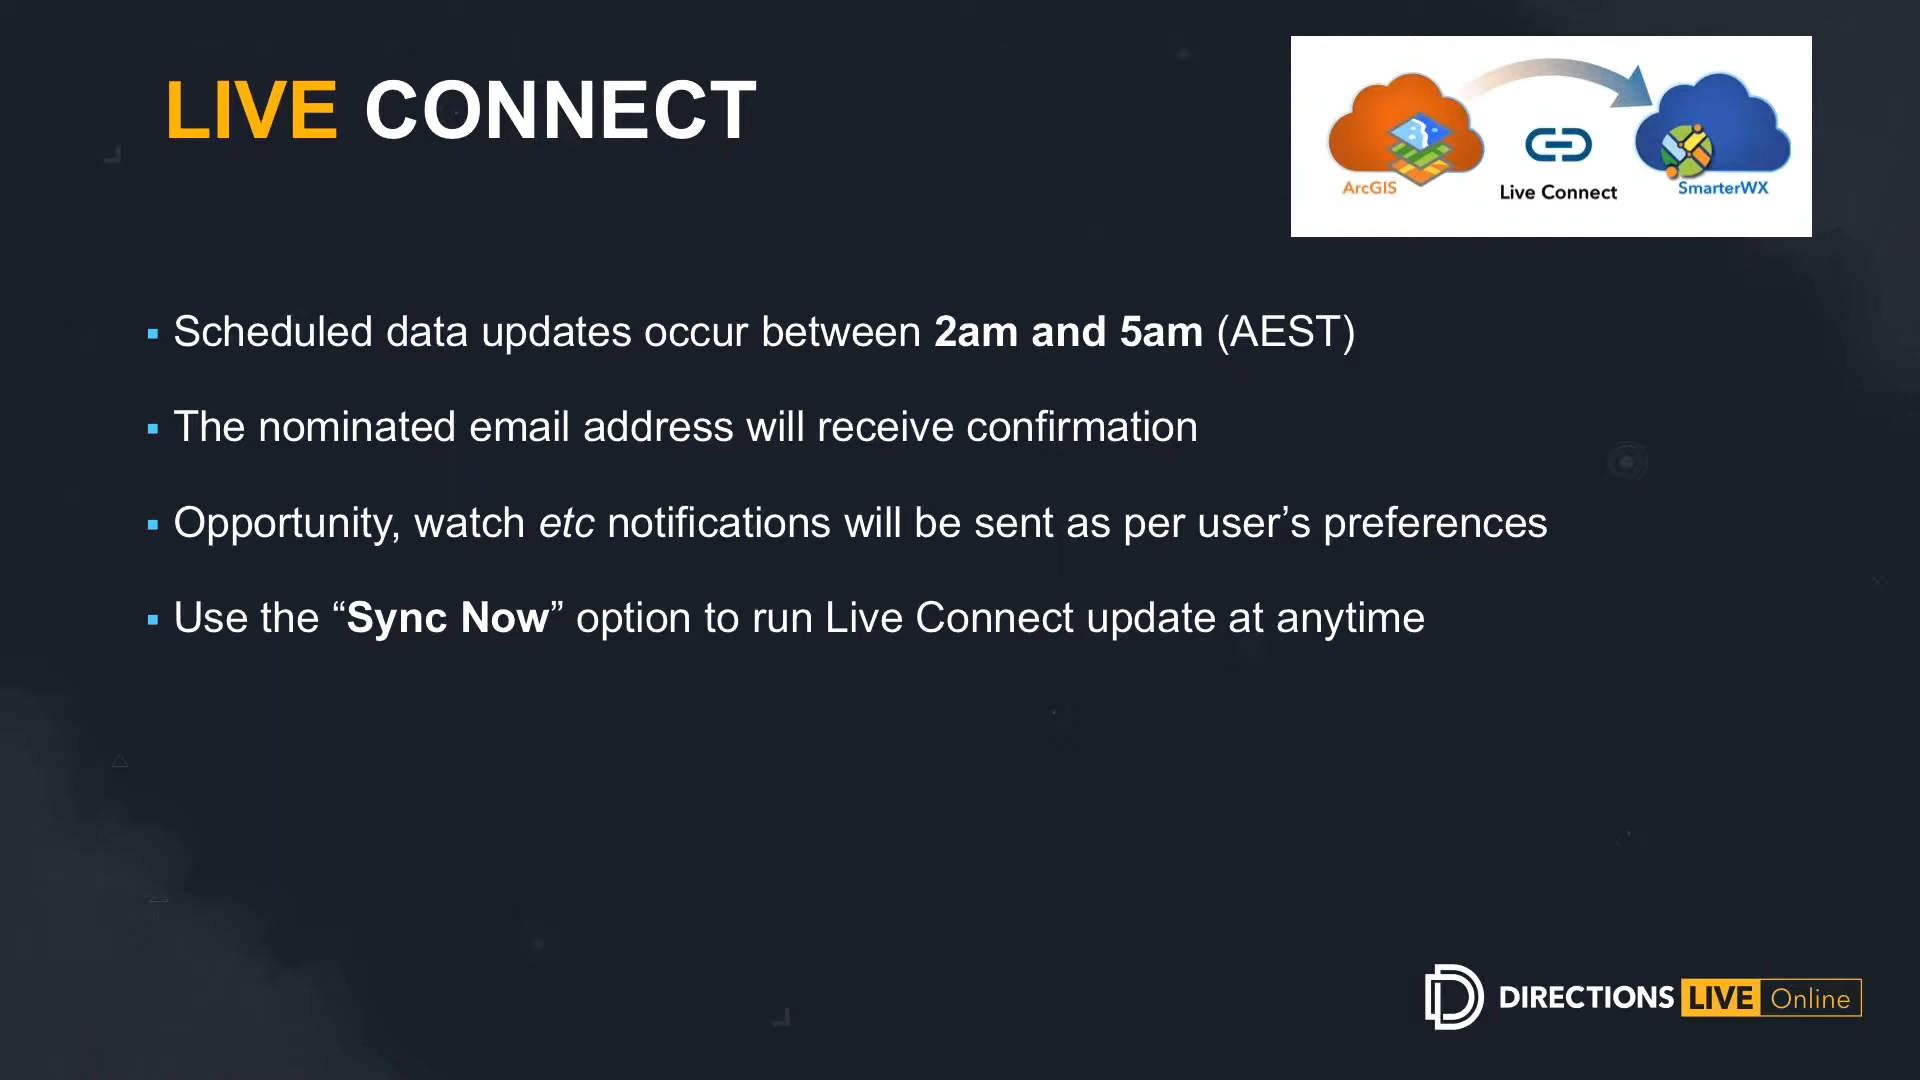 LIVE CONNECT
ArcGIS
Live Connect
SmarterWX
▪ Scheduled data updates occur between 2am and 5am (AEST)
▪ The nominated email address will receive confirmation
▪ Opportunity, watch etc notifications will be sent as per user’s preferences
▪ Use the “Sync Now” option to run Live Connect update at anytime
DIRECTIONS LIVE Online